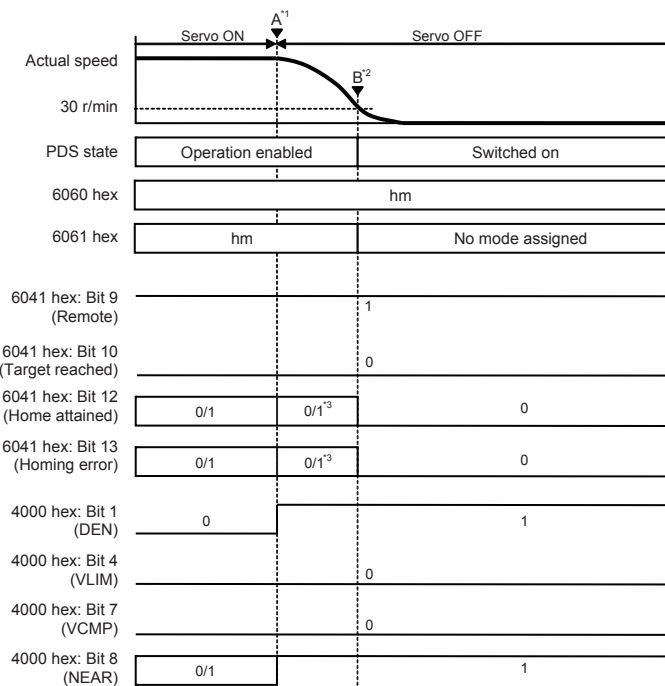 A*1
Servo ON
Servo OFF
Actual speed
B*2
30 r/min
PDS state
Operation enabled
Switched on
6060 hex
hm
6061 hex
hm
No mode assigned
6041 hex: Bit 9
(Remote)
1
6041 hex: Bit 10
(Target reached)
0
6041 hex: Bit 12
(Home attained)
0/1
0/1*3
0
6041 hex: Bit 13
(Homing error)
0/1
0/1*3
0
4000 hex: Bit 1
(DEN)
0
1
4000 hex: Bit 4
(VLIM)
0
4000 hex: Bit 7
(VCMP)
0
4000 hex: Bit 8
(NEAR)
0/1
1